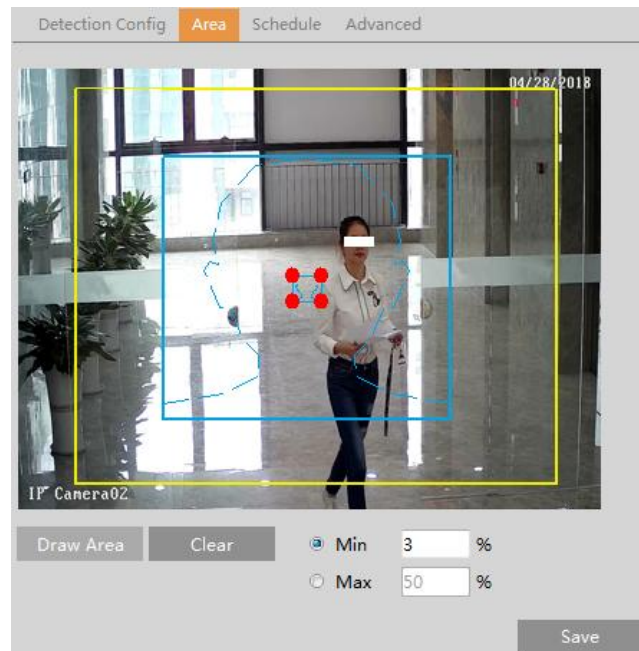 Detection Config Area Schedule Advanced
04/28/2018
IP Camera02
Draw Area Clear Min 3 %
Max 50 %
Save